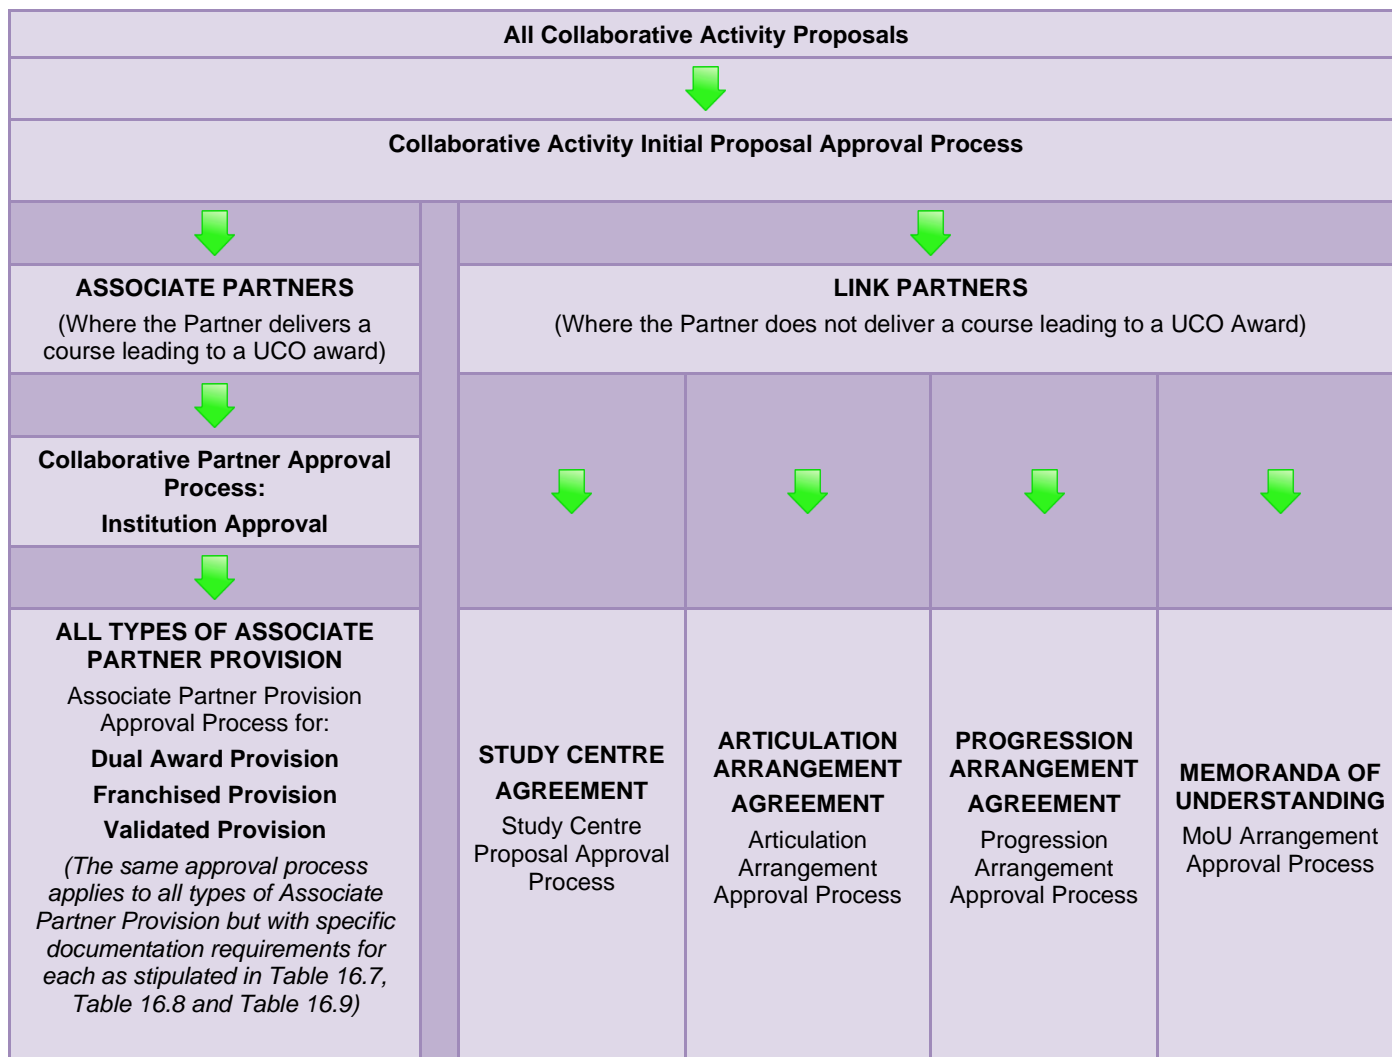 All Collaborative Activity Proposals
Collaborative Activity Initial Proposal Approval Process
ASSOCIATE PARTNERS
(Where the Partner delivers a
course leading to a UCO award)
LINK PARTNERS
(Where the Partner does not deliver a course leading to a UCO Award)
Collaborative Partner Approval
Process:
Institution Approval
ALL TYPES OF ASSOCIATE
PARTNER PROVISION
Associate Partner Provision
Approval Process for:
Dual Award Provision
Franchised Provision
Validated Provision
(The same approval process
applies to all types of Associate
Partner Provision but with specific
documentation requirements for
each as stipulated in Table 16.7,
Table 16.8 and Table 16.9)
STUDY CENTRE
AGREEMENT
Study Centre
Proposal Approval
Process
ARTICULATION
ARRANGEMENT
AGREEMENT
Articulation
Arrangement
Approval Process
PROGRESSION
ARRANGEMENT
AGREEMENT
Progression
Arrangement
Approval Process
MEMORANDA OF
UNDERSTANDING
MoU Arrangement
Approval Process